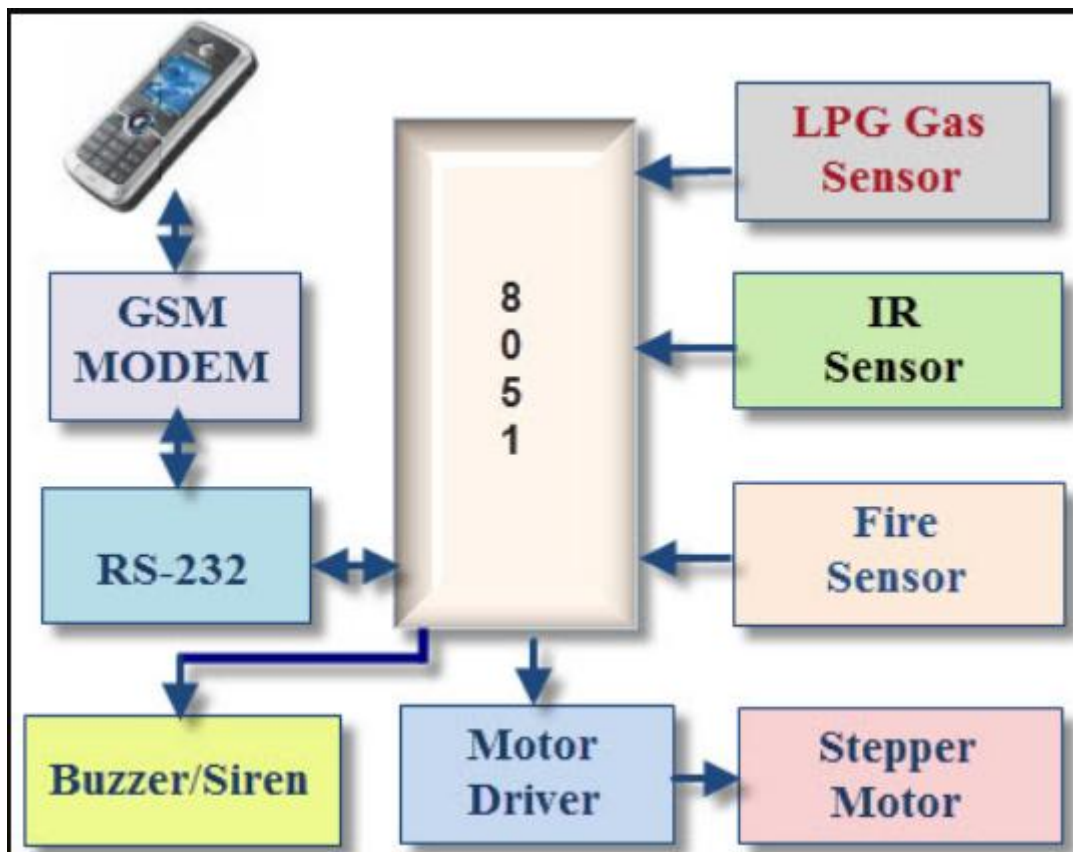 LPG Gas
Sensor
GSM
MODEM
8
0
5
1
IR
Sensor
RS-232
Fire
Sensor
Buzzer/Siren
Motor
Driver
Stepper
Motor